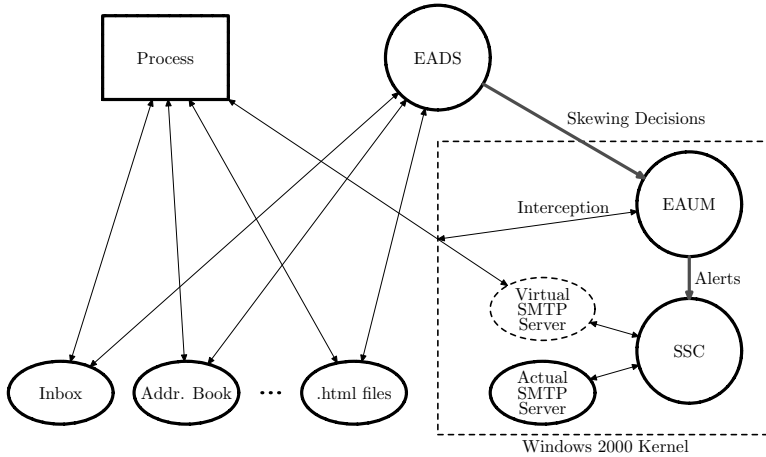 Process
EADS
Skewing Decisions
EAUM
Interception
Alerts
Virtual
SMTP
Server
SSC
Inbox
Addr. Book
...
.html files
Actual
SMTP
Server
Windows 2000 Kernel